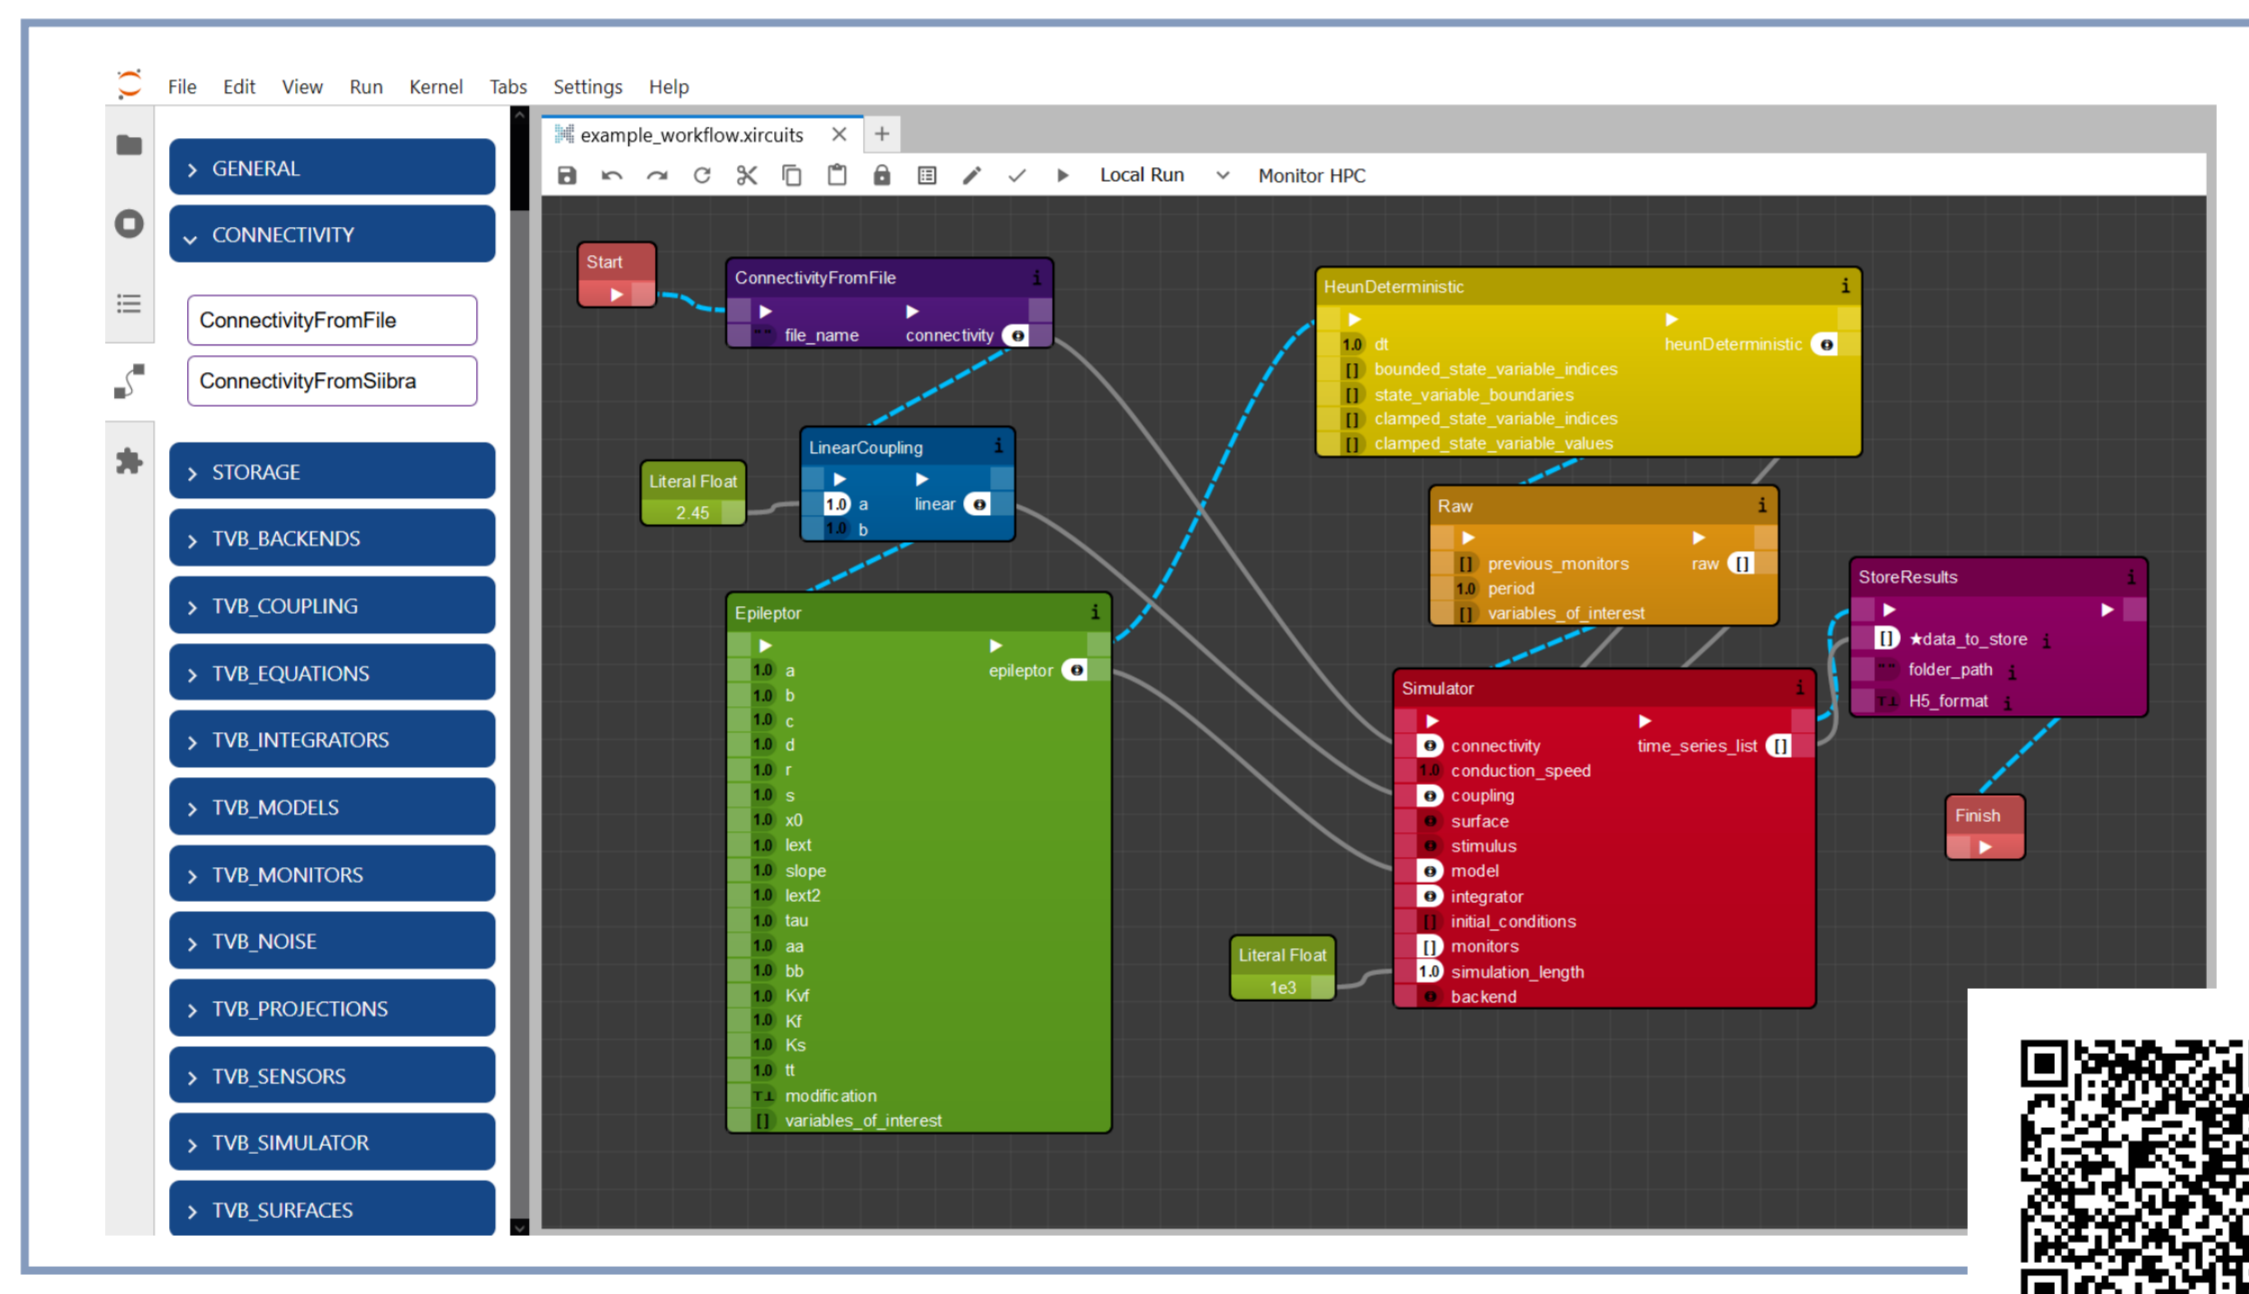 File Edit View Run Kernel Tabs Settings Help
GENERAL
CONNECTIVITY
ConnectivityFromFile
ConnectivityFromSiibra
STORAGE
TVB_BACKENDS
TVB_COUPLING
TVB_EQUATIONS
TVB_INTEGRATORS
TVB_MODELS
TVB_MONITORS
TVB_NOISE
TVB_PROJECTIONS
TVB_SENSORS
TVB_SIMULATOR
TVB_SURFACES
example_workflow.xircuits
Local Run Monitor HPC
Start
ConnectivityFromFile i
" " file_name connectivity
Literal Float
2.45
LinearCoupling i
1.0 a linear
1.0 b
Epileptor i
1.0 a epileptor
1.0 b
1.0 c
1.0 d
1.0 r
1.0 s
1.0 x0
1.0 Iext
1.0 slope
1.0 Iext2
1.0 tau
1.0 aa
1.0 bb
1.0 Kvf
1.0 Kf
1.0 Ks
1.0 tt
T⊥ modification
[] variables_of_interest
HeunDeterministic i
1.0 dt heunDeterministic
[] bounded_state_variable_indices
[] state_variable_boundaries
[] clamped_state_variable_indices
[] clamped_state_variable_values
Raw i
[] previous_monitors raw []
1.0 period
[] variables_of_interest
Simulator i
connectivity time_series_list []
1.0 conduction_speed
coupling
surface
stimulus
model
integrator
[] initial_conditions
[] monitors
1.0 simulation_length
backend
Literal Float
1e3
StoreResults i
[] ★data_to_store i
" " folder_path i
T⊥ H5_format i
Finish